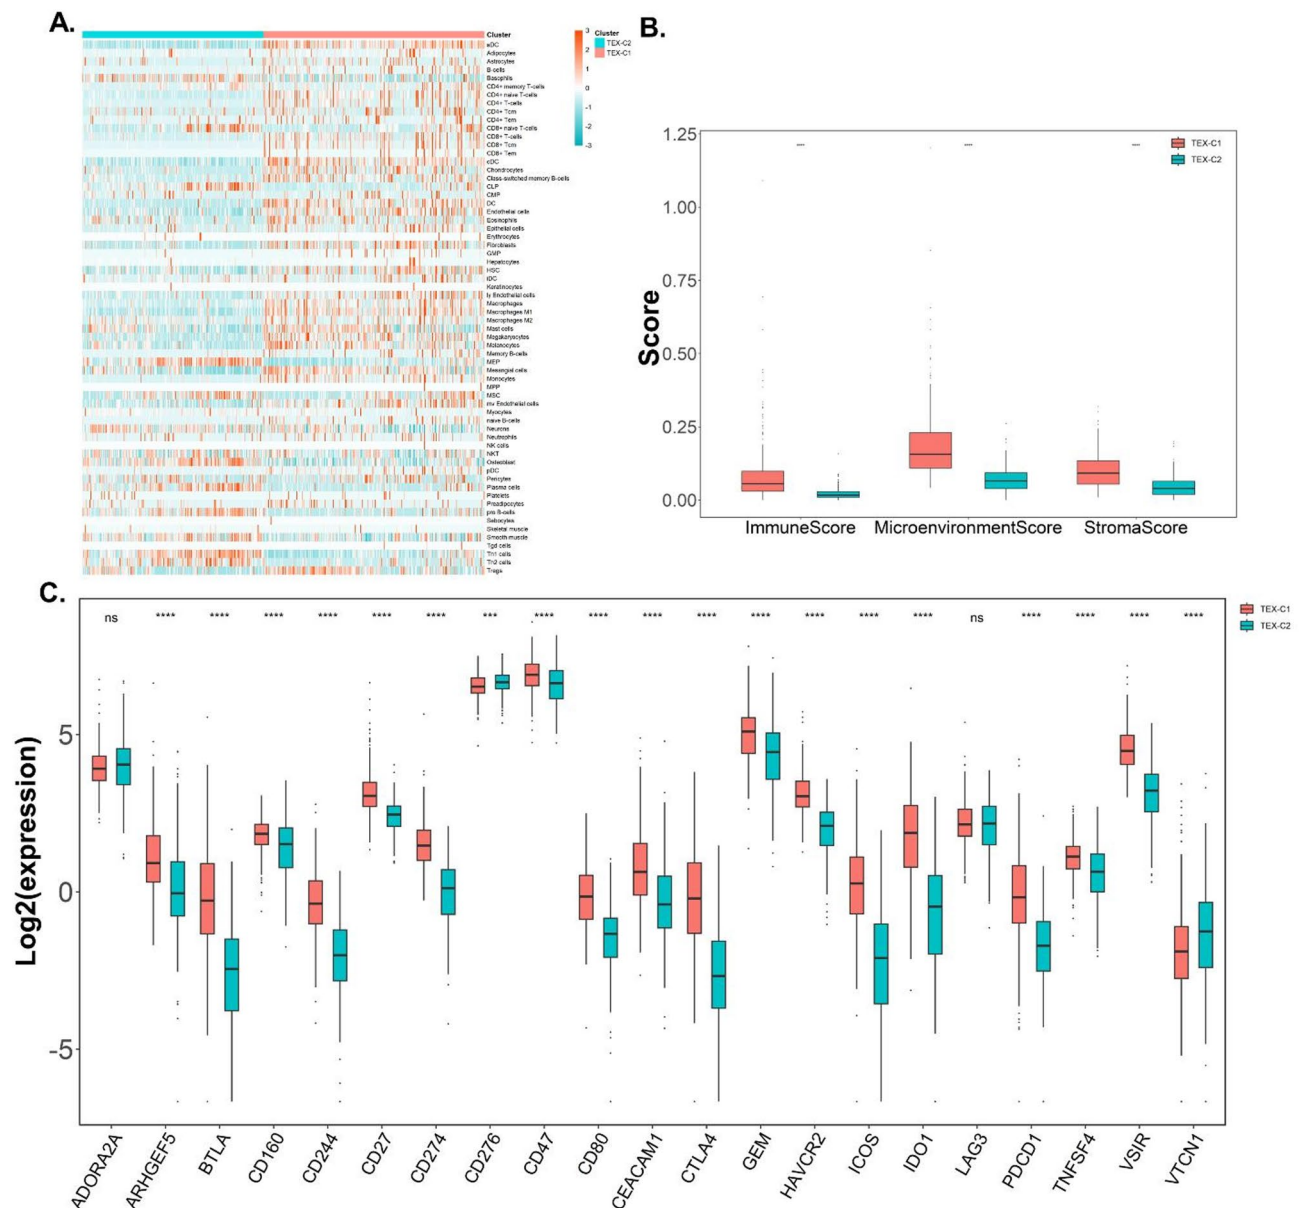 A.
Cluster
aDC
Adipocytes
Astrocytes
B-cells
Basophils
CD4+ memory T-cells
CD4+ naive T-cells
CD4+ T-cells
CD4+ Tcm
CD4+ Tem
CD8+ naive T-cells
CD8+ T-cells
CD8+ Tcm
CD8+ Tem
cDC
Chondrocytes
Class-switched memory B-cells
CLP
CMP
DC
Endothelial cells
Eosinophils
Epithelial cells
Erythrocytes
Fibroblasts
GMP
Hepatocytes
HSC
iDC
Keratinocytes
ly Endothelial cells
Macrophages
Macrophages M1
Macrophages M2
Mast cells
Megakaryocytes
Melanocytes
Memory B-cells
MEP
Mesangial cells
Monocytes
MPP
MSC
mv Endothelial cells
Myocytes
naive B-cells
Neurons
Neutrophils
NK cells
NKT
Osteoblast
pDC
Pericytes
Plasma cells
Platelets
Preadipocytes
pro B-cells
Sebocytes
Skeletal muscle
Smooth muscle
Tgd cells
Th1 cells
Th2 cells
Tregs
3
2
1
0
-1
-2
-3
Cluster
TEX-C2
TEX-C1
B.
Score
1.25
1.00
0.75
0.50
0.25
0.00
**** **** ****
TEX-C1
TEX-C2
ImmuneScore MicroenvironmentScore StromaScore
C.
Log2(expression)
5
0
-5
ns **** **** **** **** **** **** *** **** **** **** **** **** **** **** **** ns **** **** **** ****
TEX-C1
TEX-C2
ADORA2A ARHGEF5 BTLA CD160 CD244 CD27 CD274 CD276 CD47 CD80 CEACAM1 CTLA4 GEM HAVCR2 ICOS IDO1 LAG3 PDCD1 TNFSF4 VSIR VTCN1